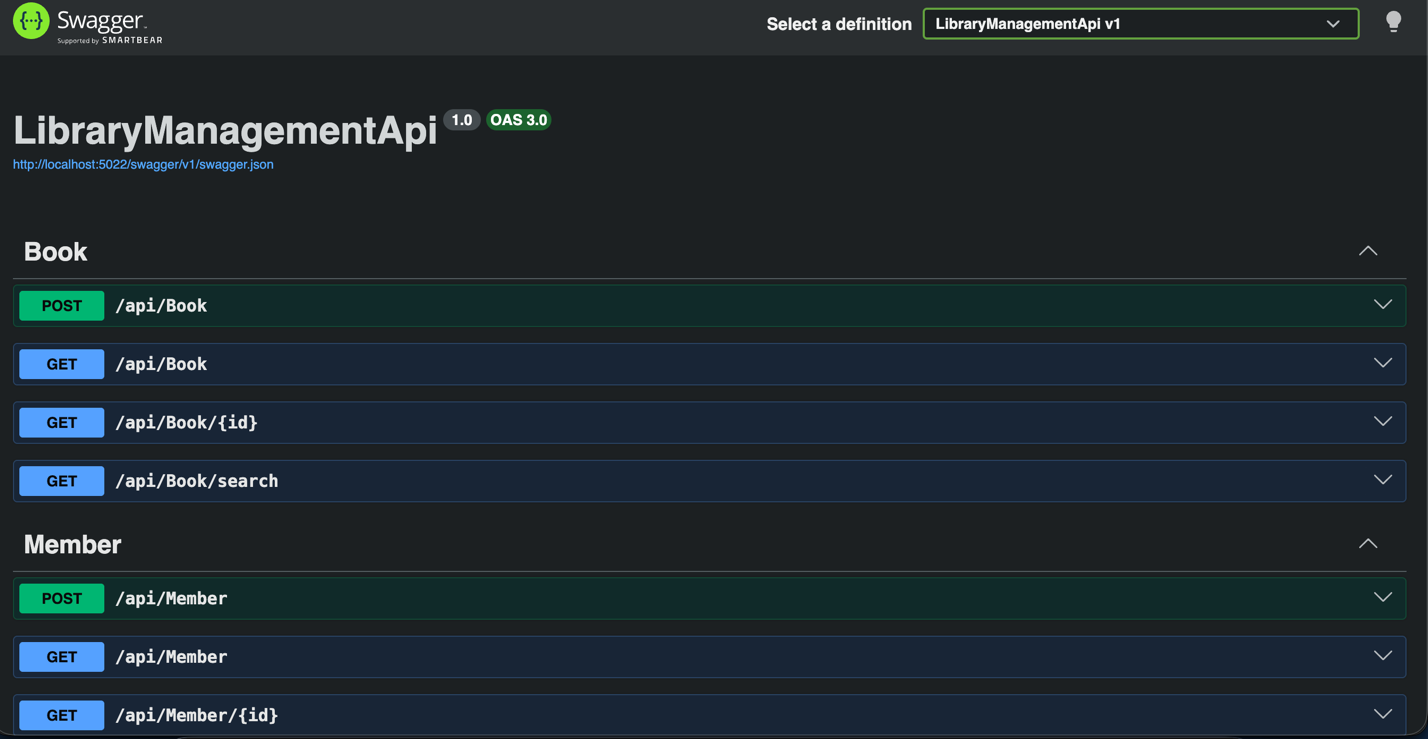 Swagger
Supported by SMARTBEAR
Select a definition
LibraryManagementApi v1
LibraryManagementApi 1.0 OAS 3.0
http://localhost:5022/swagger/v1/swagger.json
Book
POST /api/Book
GET /api/Book
GET /api/Book/{id}
GET /api/Book/search
Member
POST /api/Member
GET /api/Member
GET /api/Member/{id}